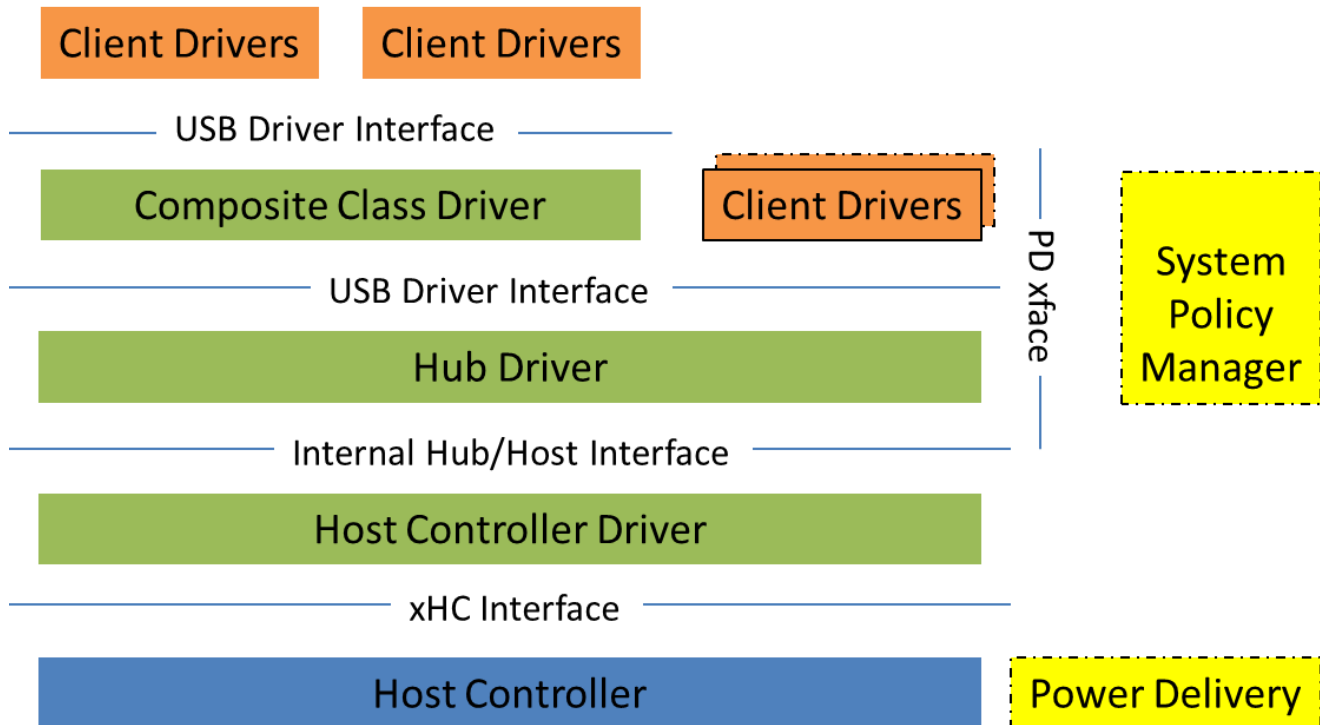 Client Drivers
Client Drivers
USB Driver Interface
Composite Class Driver
Client Drivers
PD xface
System
Policy
Manager
USB Driver Interface
Hub Driver
Internal Hub/Host Interface
Host Controller Driver
xHC Interface
Host Controller
Power Delivery